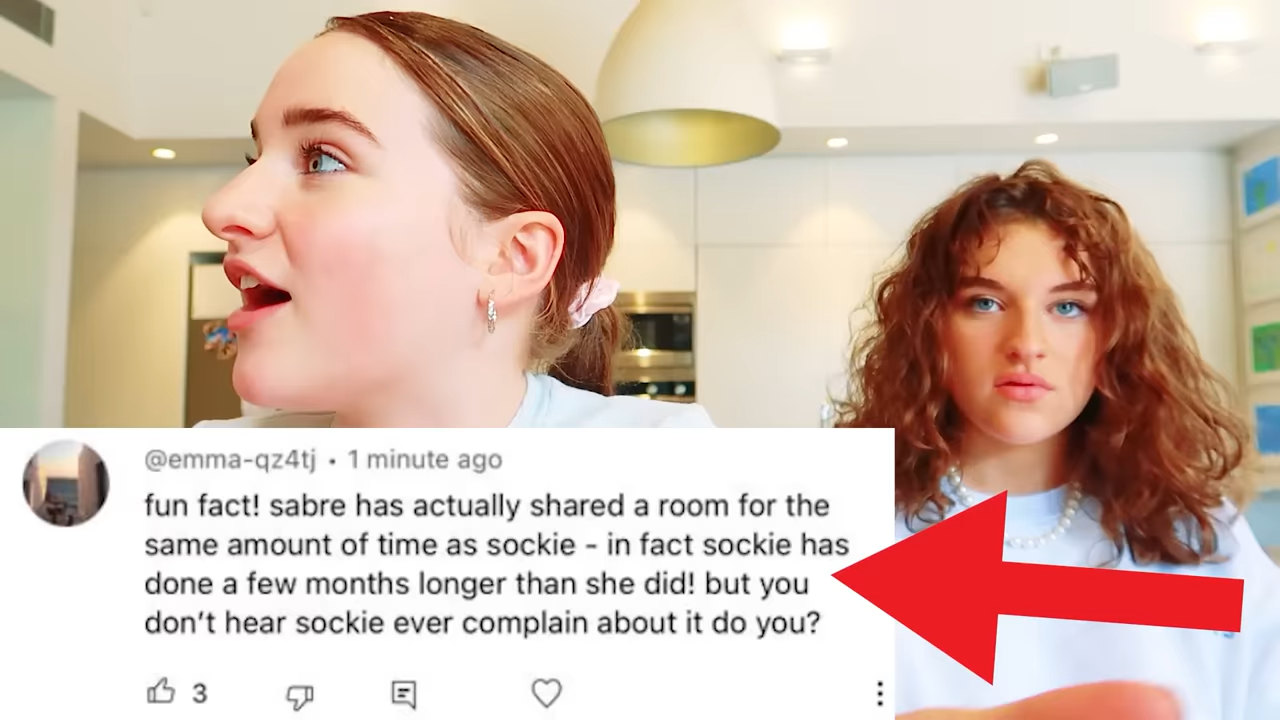 @emma-qz4tj • 1 minute ago
fun fact! sabre has actually shared a room for the
same amount of time as sockie - in fact sockie has
done a few months longer than she did! but you
don't hear sockie ever complain about it do you?
3